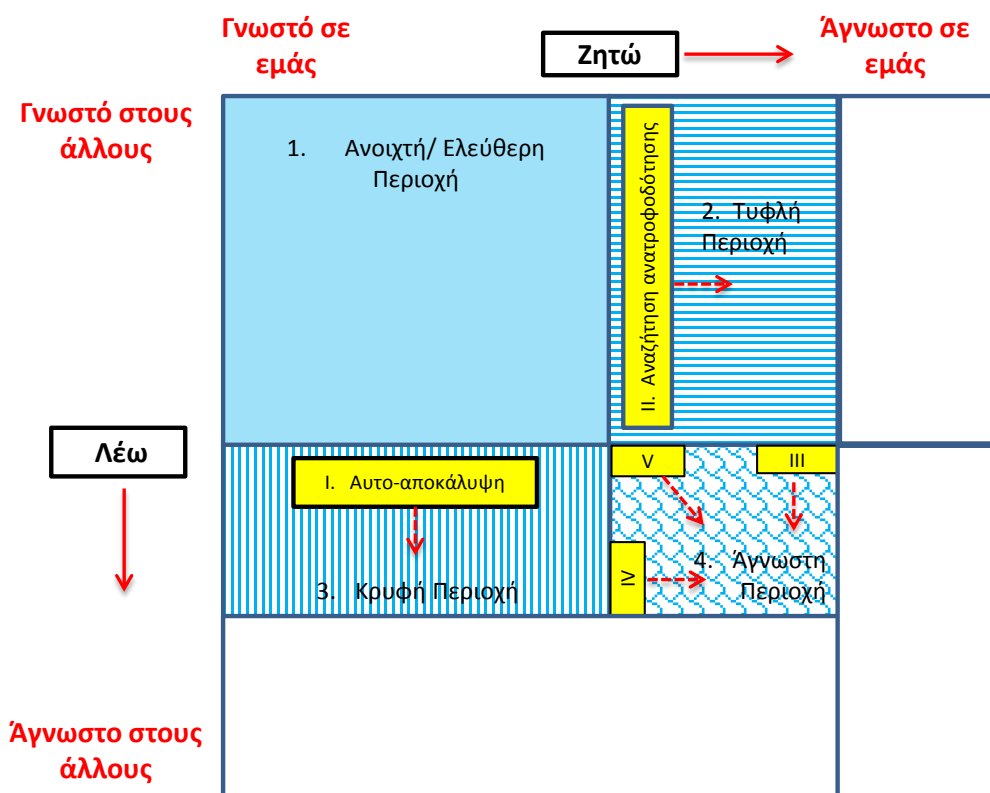 Γνωστό σε
εμάς
Ζητώ
Άγνωστο σε
εμάς
Γνωστό στους
άλλους
1. Ανοιχτή/ Ελεύθερη
Περιοχή
II. Αναζήτηση ανατροφοδότησης
2. Τυφλή
Περιοχή
Λέω
I. Αυτο-αποκάλυψη
V
III
3. Κρυφή Περιοχή
IV
4. Άγνωστη
Περιοχή
Άγνωστο στους
άλλους